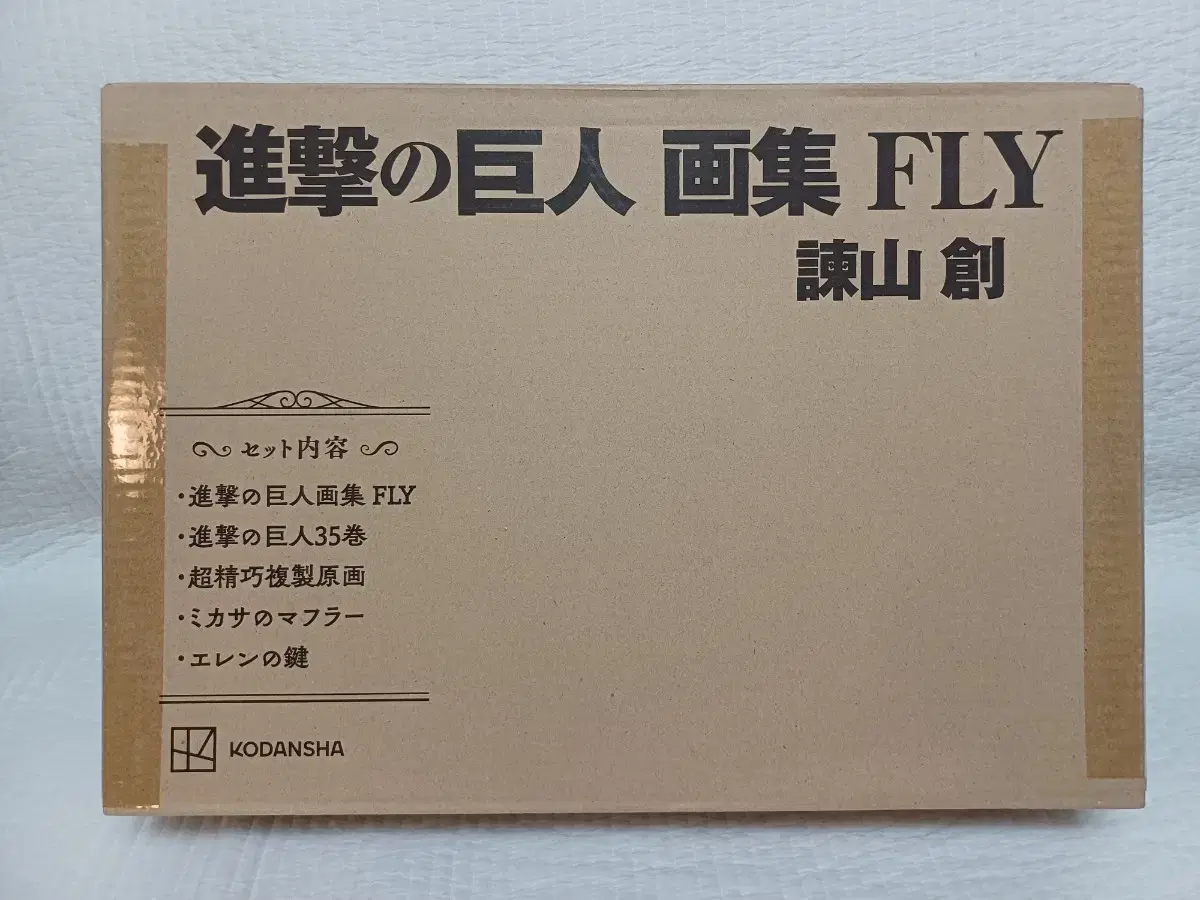 進撃の巨人 画集 FLY
諫山 創
セット内容
・進撃の巨人画集 FLY
・進撃の巨人35巻
・超精巧複製原画
・ミカサのマフラー
・エレンの鍵
KODANSHA